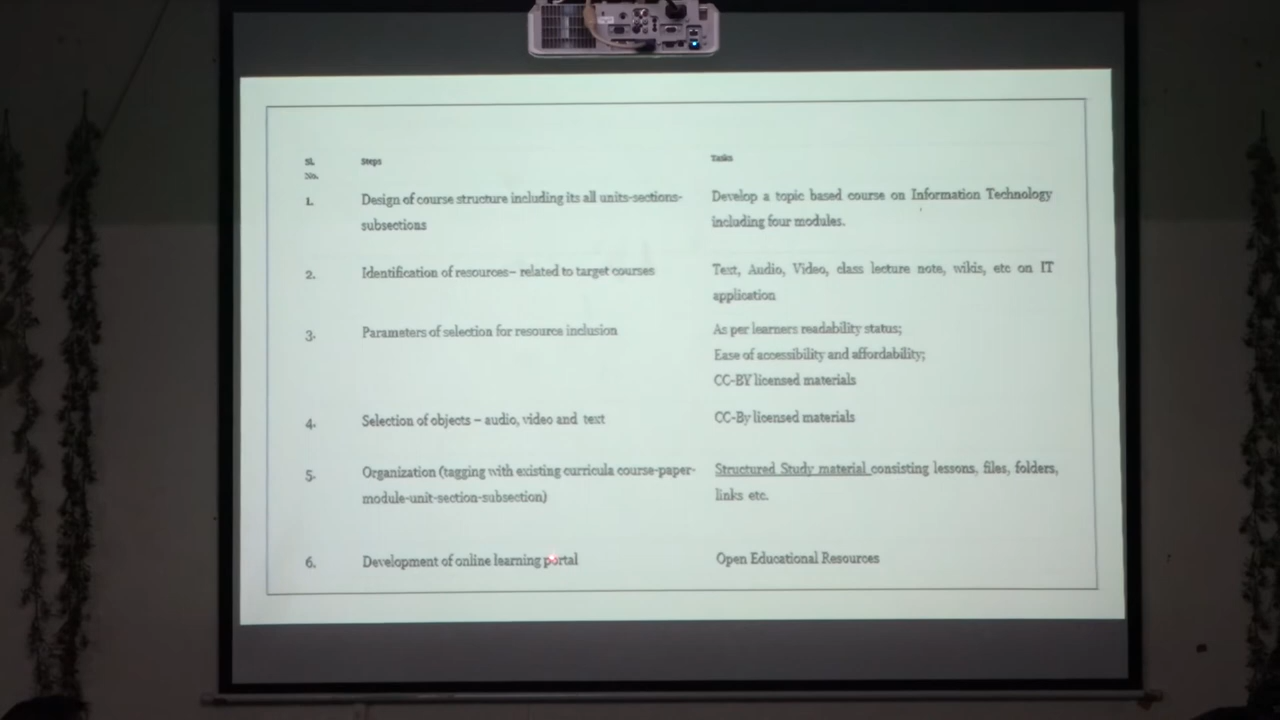 Sl. Steps Tasks
No.
1. Design of course structure including its all units-sections- Develop a topic based course on Information Technology
subsections including four modules.
2. Identification of resources– related to target courses Text, Audio, Video, class lecture note, wikis, etc on IT
application
3. Parameters of selection for resource inclusion As per learners readability status;
Ease of accessibility and affordability;
CC-BY licensed materials
4. Selection of objects – audio, video and text CC-By licensed materials
5. Organization (tagging with existing curricula course-paper- Structured Study material consisting lessons, files, folders,
module-unit-section-subsection) links etc.
6. Development of online learning portal Open Educational Resources